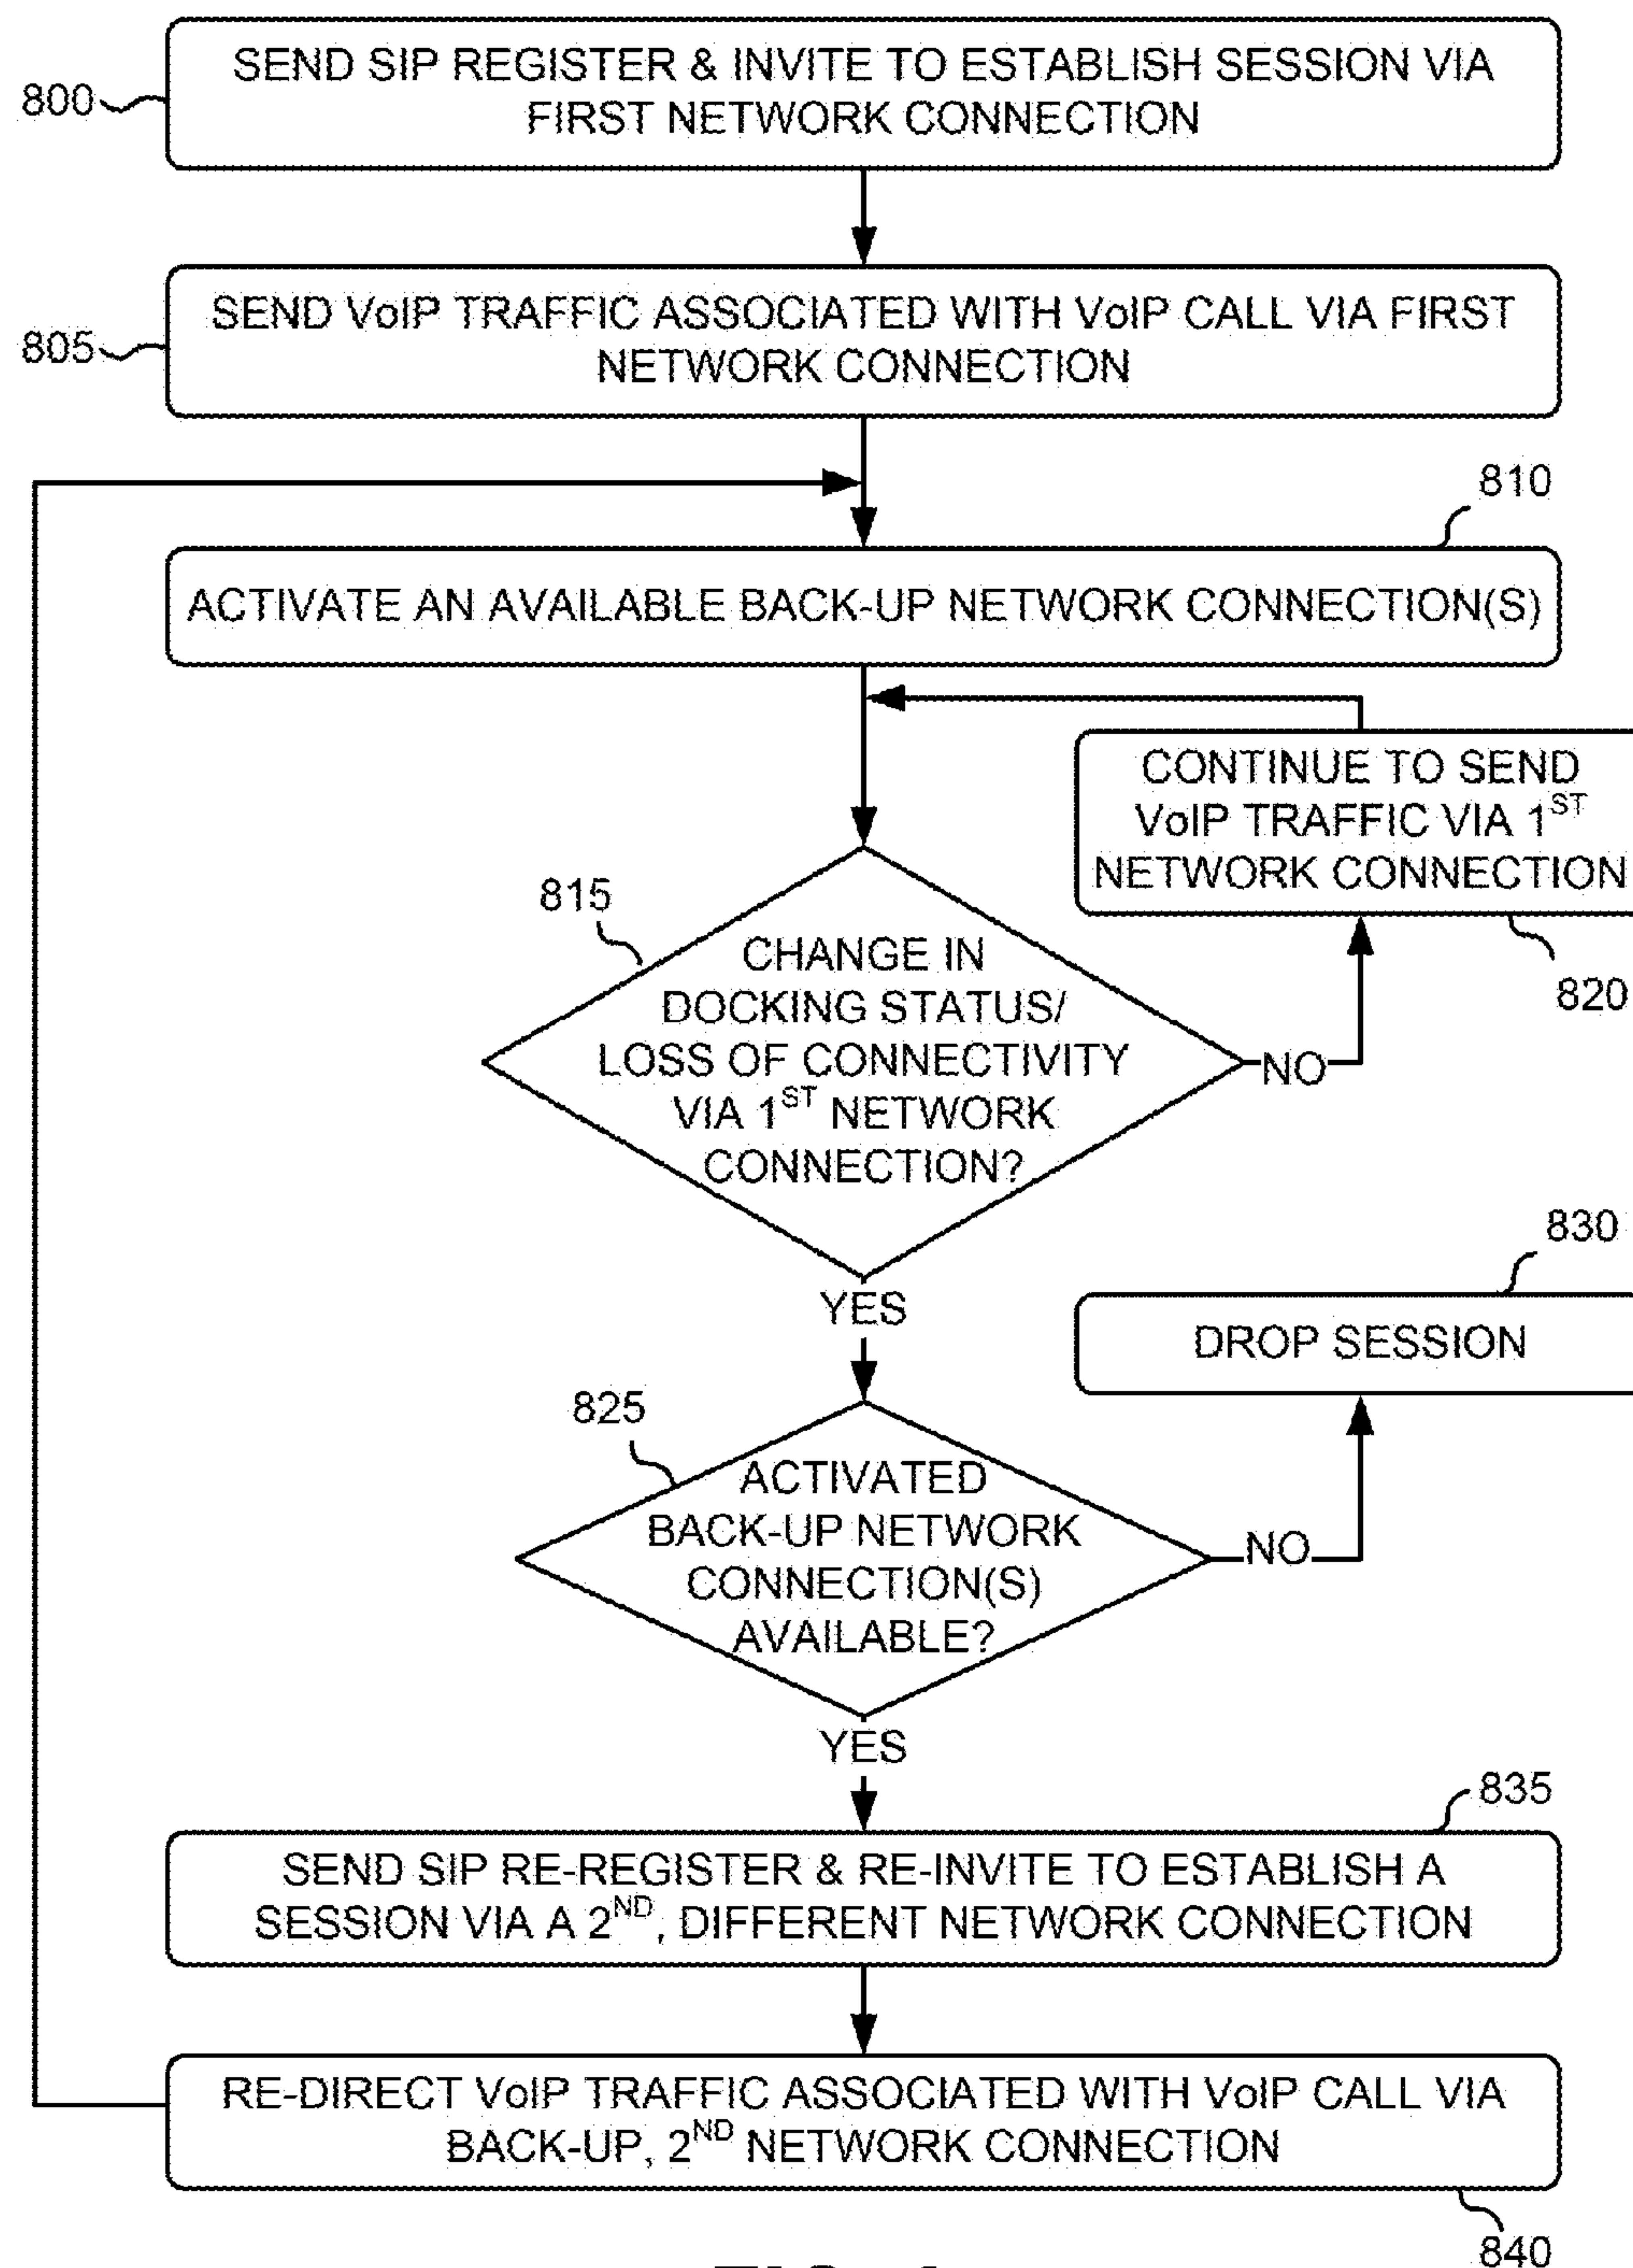 SEND SIP REGISTER & INVITE TO ESTABLISH SESSION VIA
FIRST NETWORK CONNECTION
800
SEND VoIP TRAFFIC ASSOCIATED WITH VoIP CALL VIA FIRST
NETWORK CONNECTION
805
810
ACTIVATE AN AVAILABLE BACK-UP NETWORK CONNECTION(S)
CONTINUE TO SEND
VoIP TRAFFIC VIA 1ST
NETWORK CONNECTION
820
815
CHANGE IN
DOCKING STATUS/
LOSS OF CONNECTIVITY
VIA 1ST NETWORK
CONNECTION?
NO
YES
830
DROP SESSION
825
ACTIVATED
BACK-UP NETWORK
CONNECTION(S)
AVAILABLE?
NO
YES
835
SEND SIP RE-REGISTER & RE-INVITE TO ESTABLISH A
SESSION VIA A 2ND, DIFFERENT NETWORK CONNECTION
RE-DIRECT VoIP TRAFFIC ASSOCIATED WITH VoIP CALL VIA
BACK-UP, 2ND NETWORK CONNECTION
840